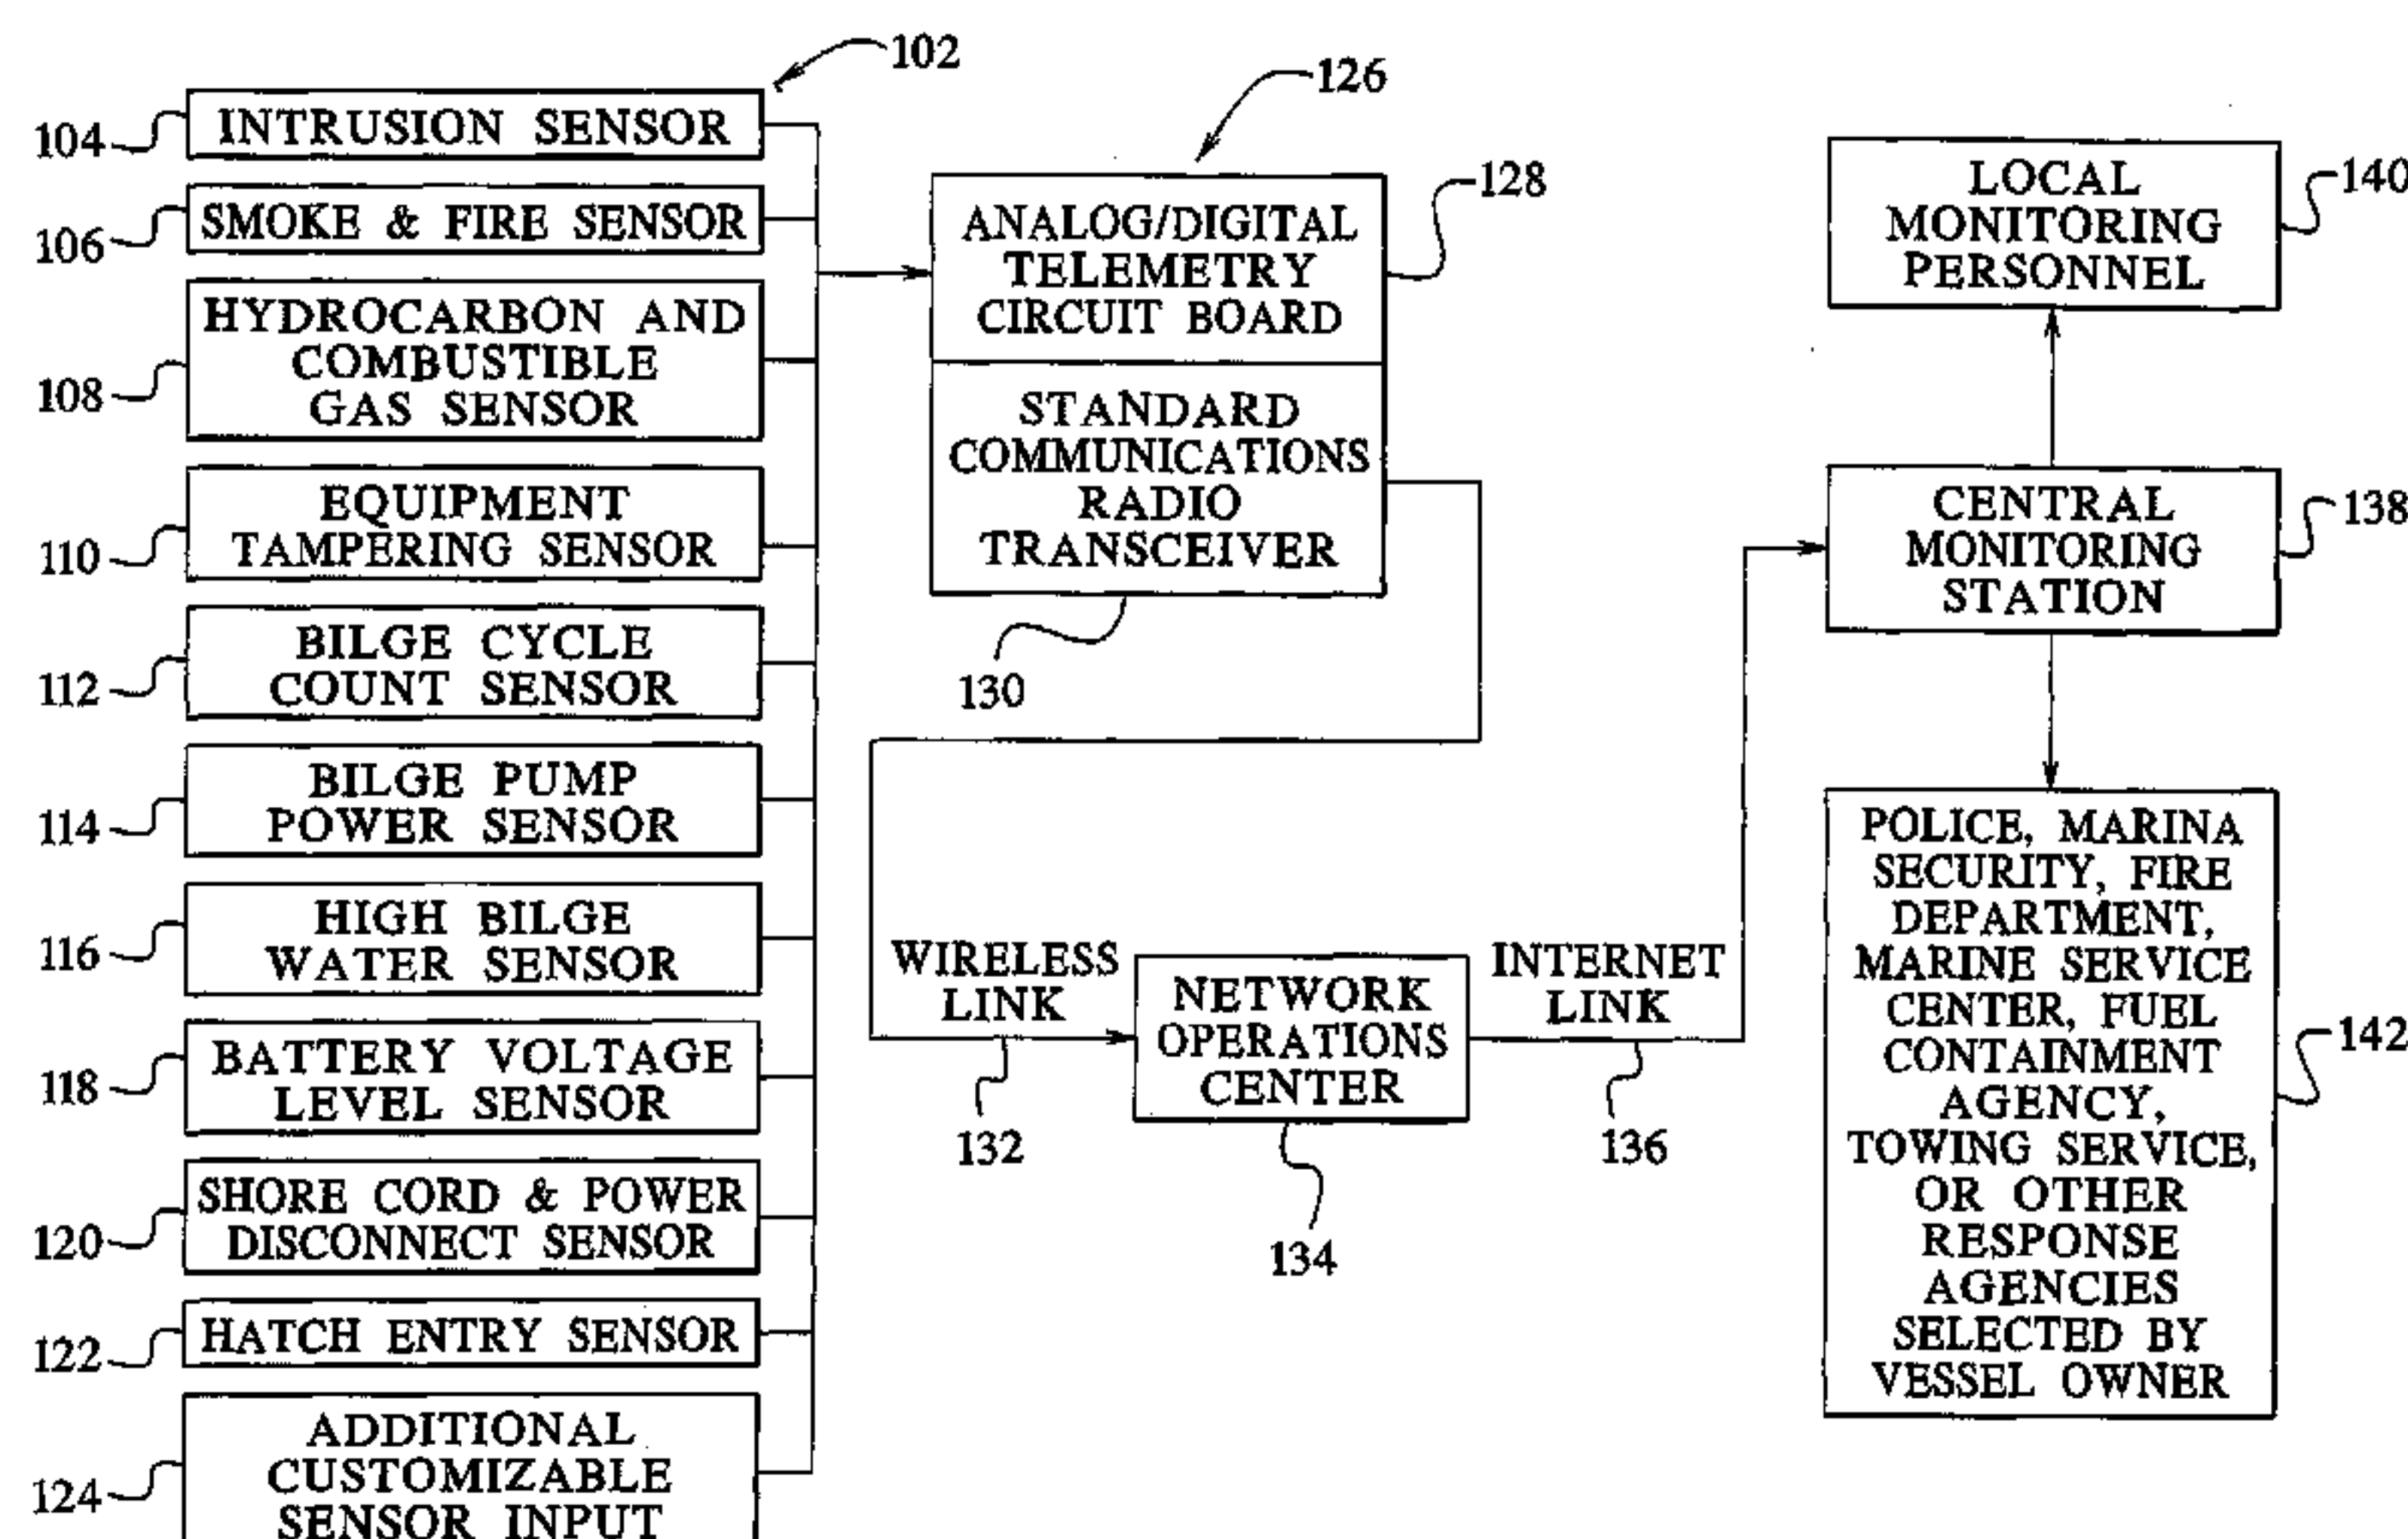 102
104
INTRUSION SENSOR
106
SMOKE & FIRE SENSOR
108
HYDROCARBON AND
COMBUSTIBLE
GAS SENSOR
110
EQUIPMENT
TAMPERING SENSOR
112
BILGE CYCLE
COUNT SENSOR
114
BILGE PUMP
POWER SENSOR
116
HIGH BILGE
WATER SENSOR
118
BATTERY VOLTAGE
LEVEL SENSOR
120
SHORE CORD & POWER
DISCONNECT SENSOR
122
HATCH ENTRY SENSOR
124
ADDITIONAL
CUSTOMIZABLE
SENSOR INPUT
126
128
ANALOG/DIGITAL
TELEMETRY
CIRCUIT BOARD
STANDARD
COMMUNICATIONS
RADIO
TRANSCEIVER
130
WIRELESS
LINK
132
NETWORK
OPERATIONS
CENTER
134
INTERNET
LINK
136
LOCAL
MONITORING
PERSONNEL
140
CENTRAL
MONITORING
STATION
138
POLICE, MARINA
SECURITY, FIRE
DEPARTMENT,
MARINE SERVICE
CENTER, FUEL
CONTAINMENT
AGENCY,
TOWING SERVICE,
OR OTHER
RESPONSE
AGENCIES
SELECTED BY
VESSEL OWNER
142